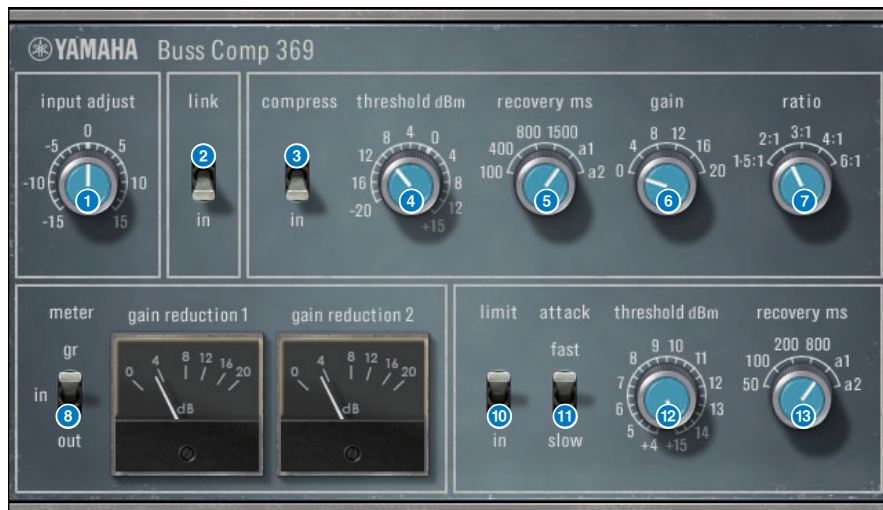 YAMAHA Buss Comp 369
input adjust
-15 -10 -5 0 5 10 15
1
link
2
in
compress
3
in
threshold dBm
-20 16 12 8 4 0 4 8 12 +15
4
recovery ms
100 400 800 1500 a1 a2
5
gain
0 4 8 12 16 20
6
ratio
1·5:1 2:1 3:1 4:1 6:1
7
meter
gr
in
8
out
gain reduction 1
0 4 8 12 16 20
dB
gain reduction 2
0 4 8 12 16 20
dB
limit
10
in
attack
fast
11
slow
threshold dBm
+4 5 6 7 8 9 10 11 12 13 14 +15
12
recovery ms
50 100 200 800 a1 a2
13